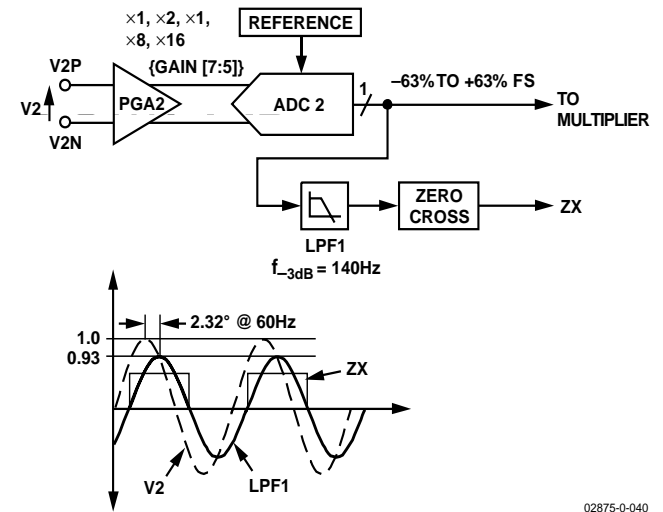 ×1, ×2, ×1,
×8, ×16
REFERENCE
V2P
{GAIN [7:5]}
V2
PGA2
ADC 2
1
–63% TO +63% FS
TO
MULTIPLIER
V2N
ZERO
CROSS
ZX
LPF1
f–3dB = 140Hz
2.32° @ 60Hz
1.0
0.93
ZX
V2
LPF1
02875-0-040